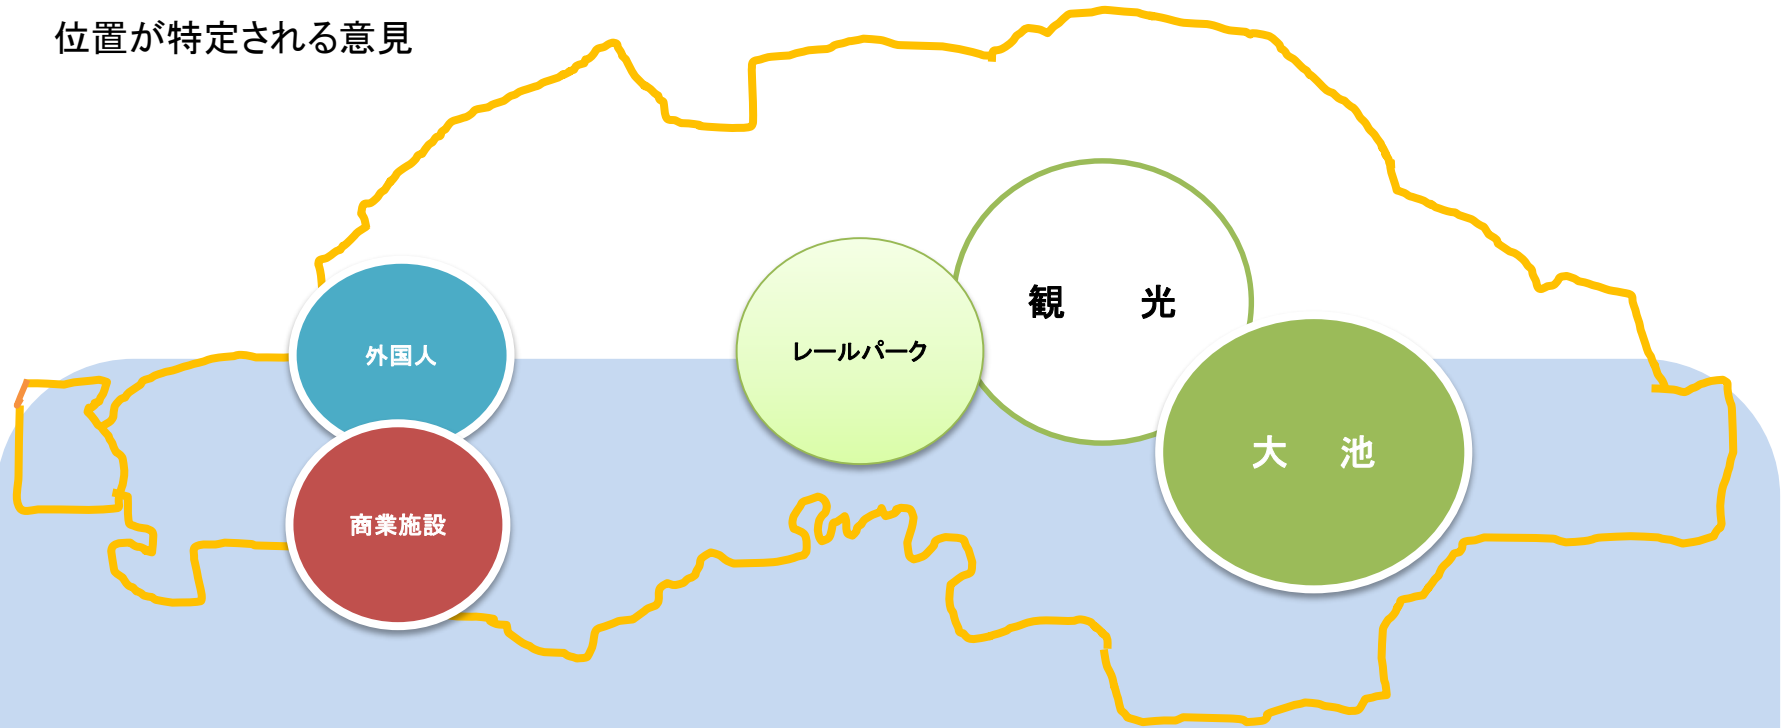 位置が特定される意見
観　　光
レールパーク
外国人
大　池
商業施設